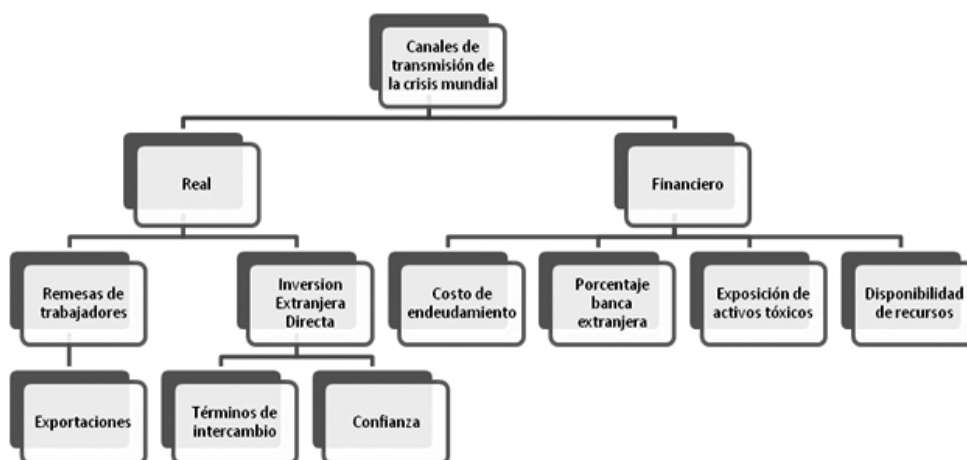 Canales de
transmisión de
la crisis mundial
Real
Financiero
Remesas de
trabajadores
Inversion
Extranjera
Directa
Costo de
endeudamiento
Porcentaje
banca
extranjera
Exposición de
activos tóxicos
Disponibilidad
de recursos
Exportaciones
Términos de
intercambio
Confianza